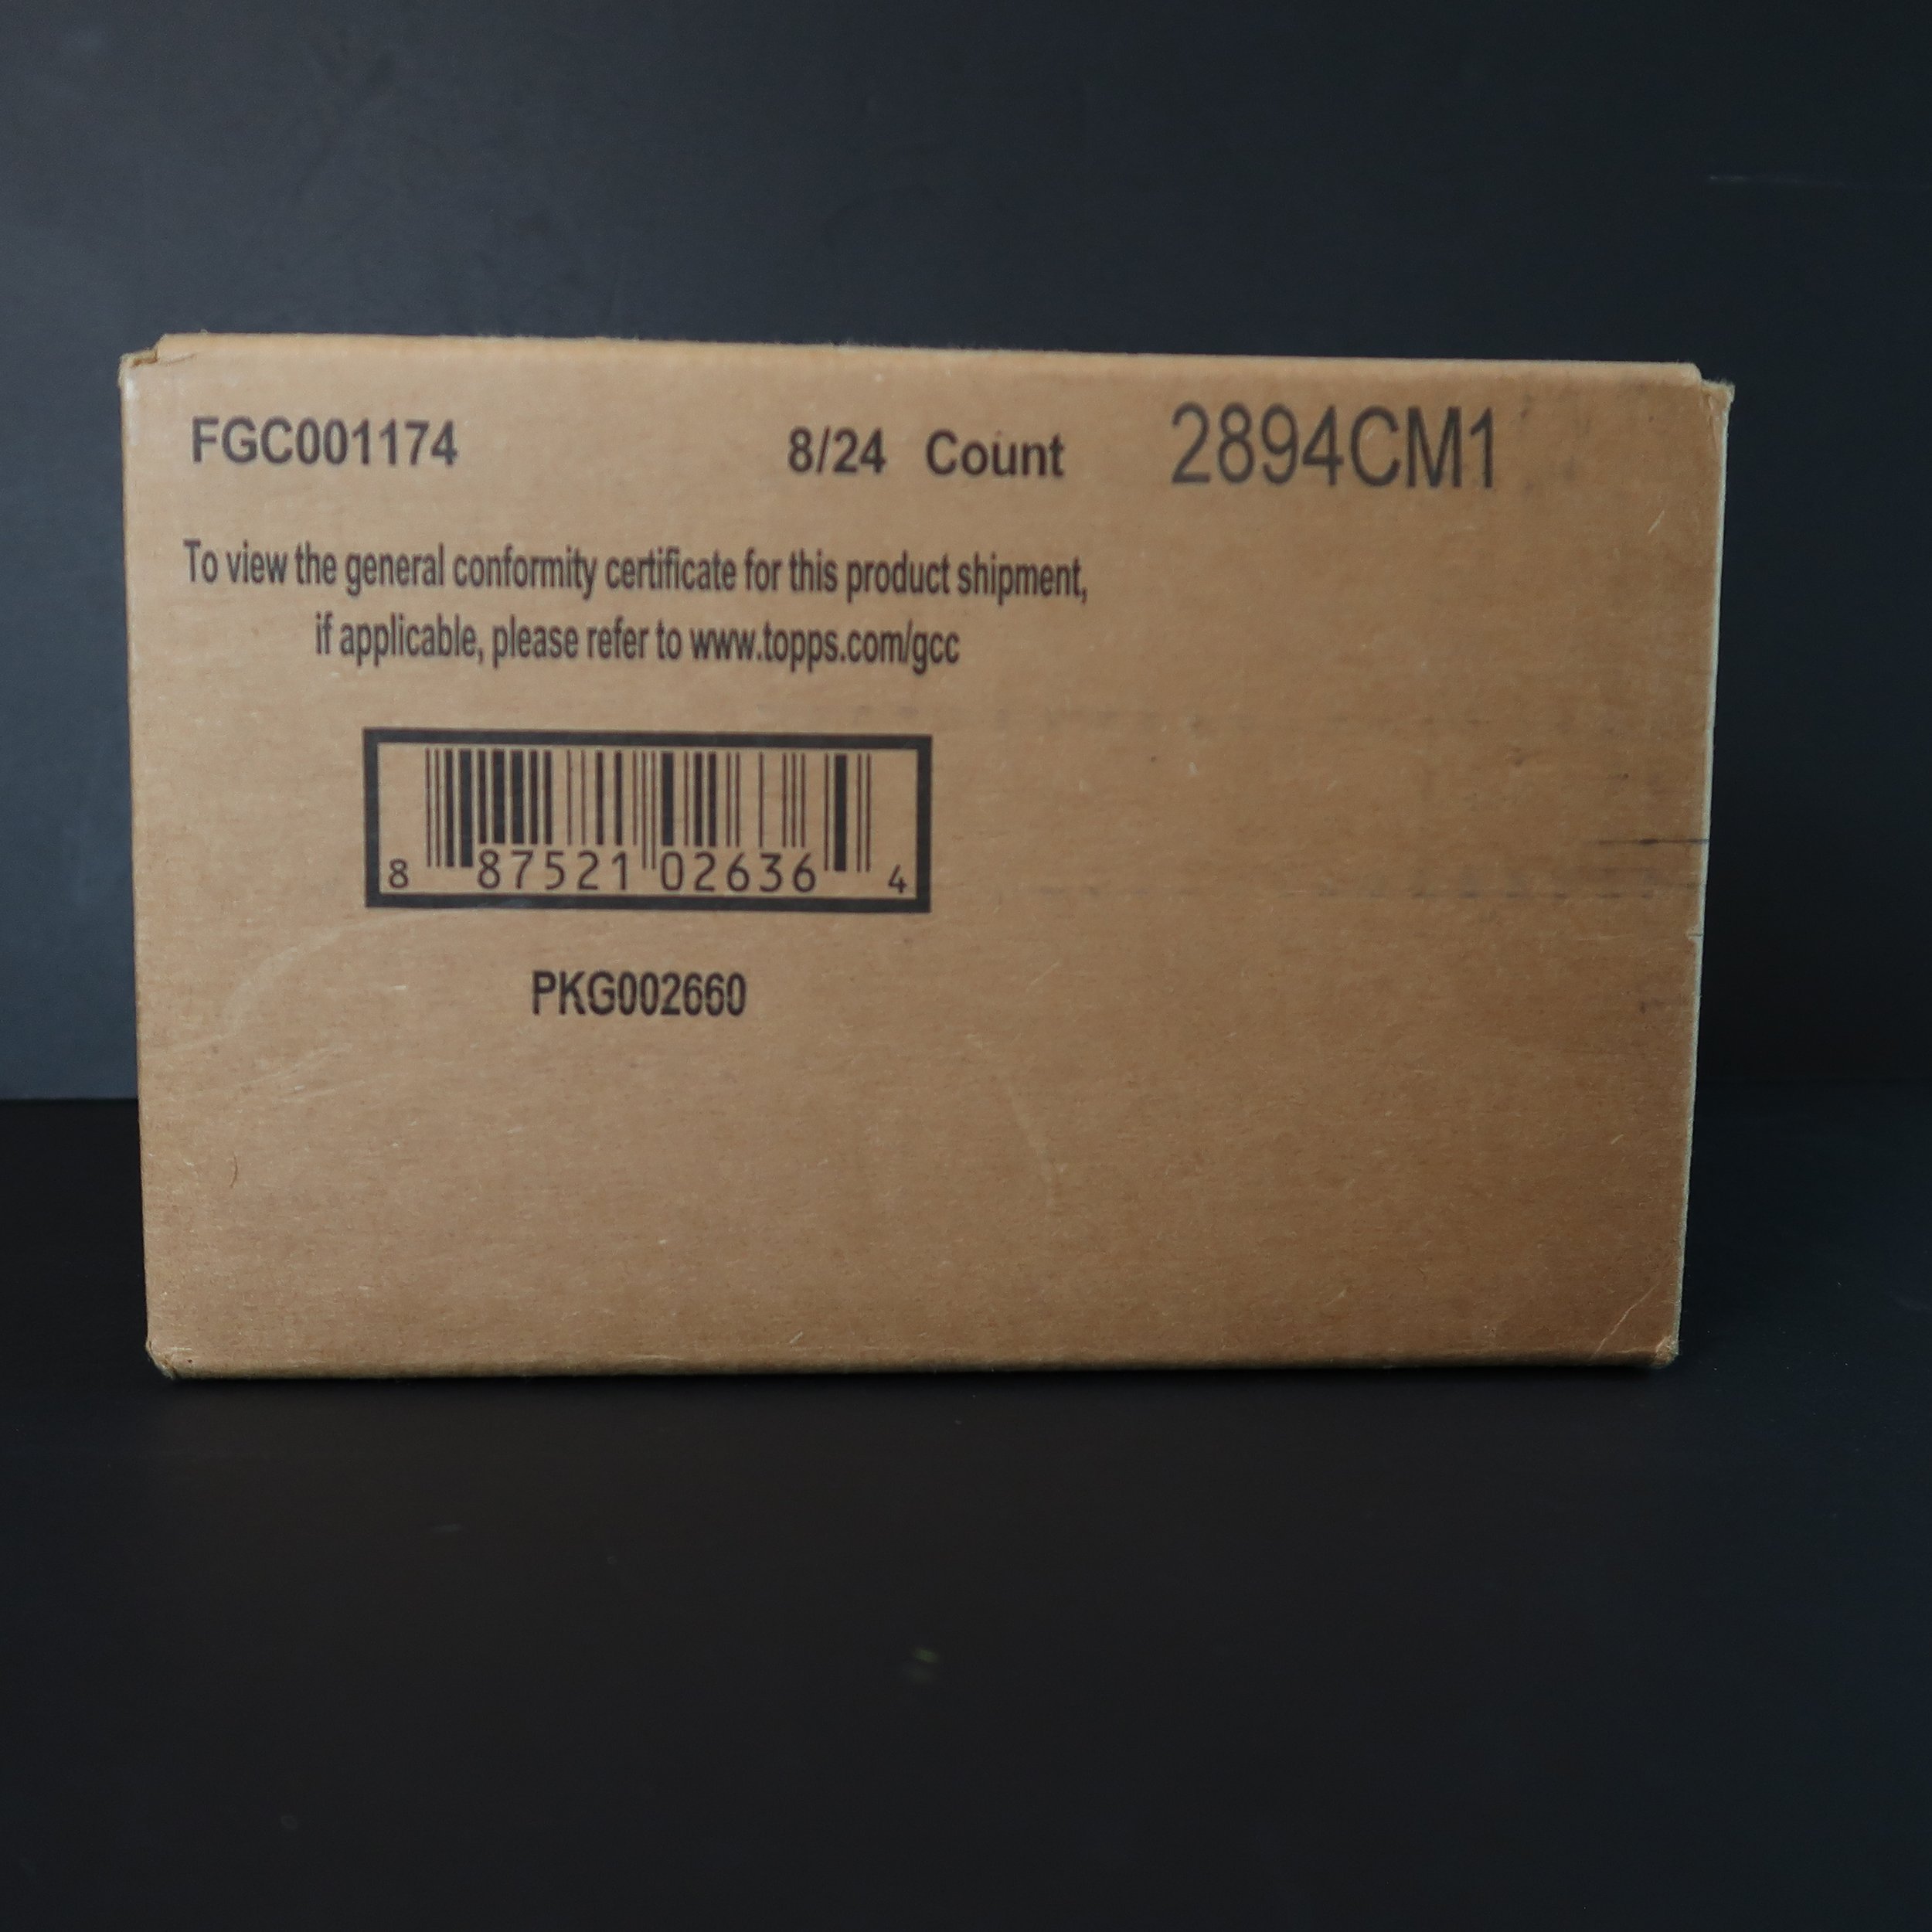 FGC001174 8/24 Count 2894CM1
To view the general conformity certificate for this product shipment,
if applicable, please refer to www.topps.com/gcc
8 87521 02636 4
PKG002660